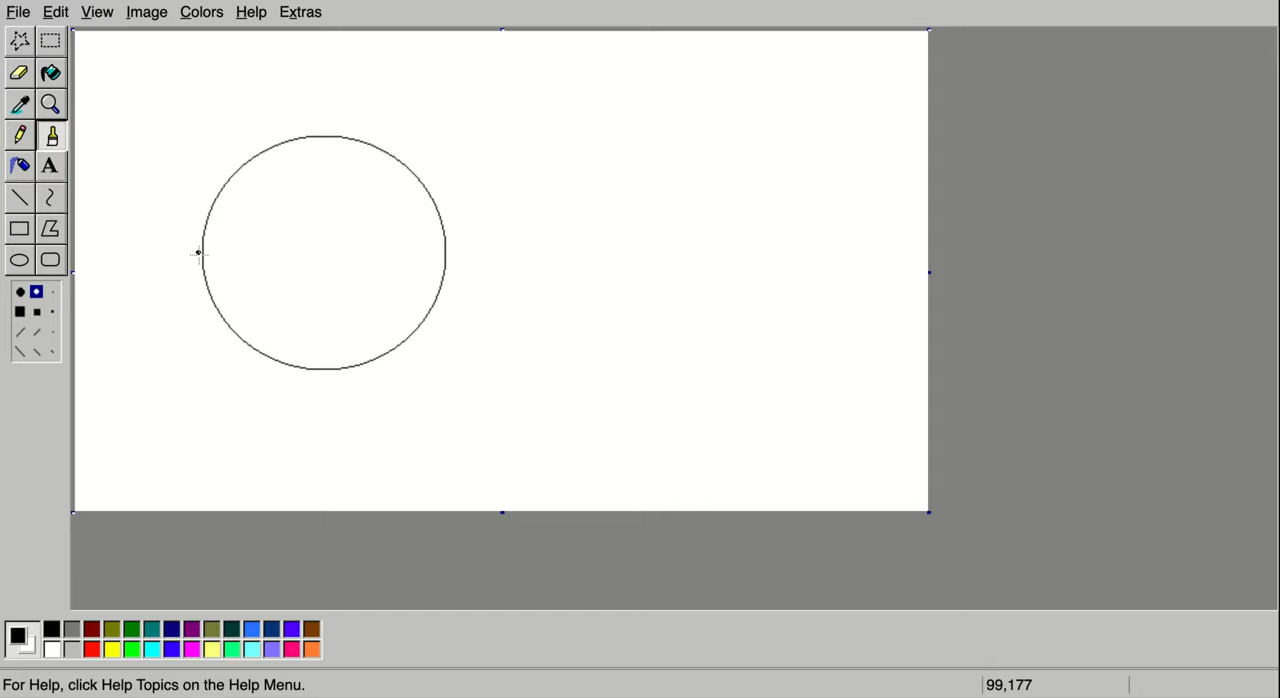 File Edit View Image Colors Help Extras
A
For Help, click Help Topics on the Help Menu.
99,177